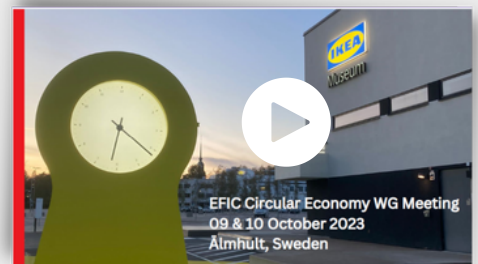 IKEA
Museum
EFIC Circular Economy WG Meeting
09 & 10 October 2023
Älmhult, Sweden